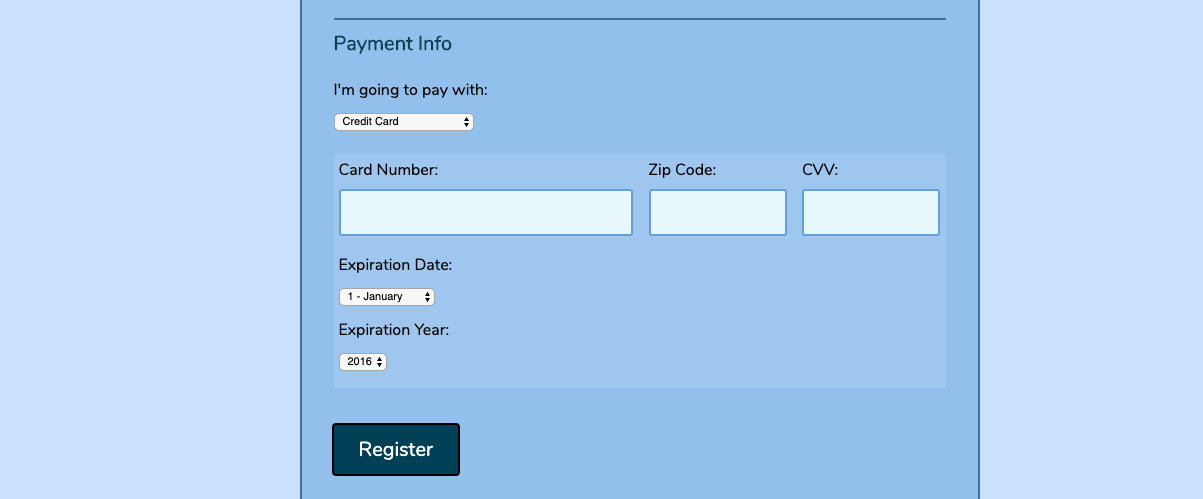 Payment Info
I'm going to pay with:
Credit Card
Card Number: Zip Code: CVV:
Expiration Date:
1 - January
Expiration Year:
2016
Register